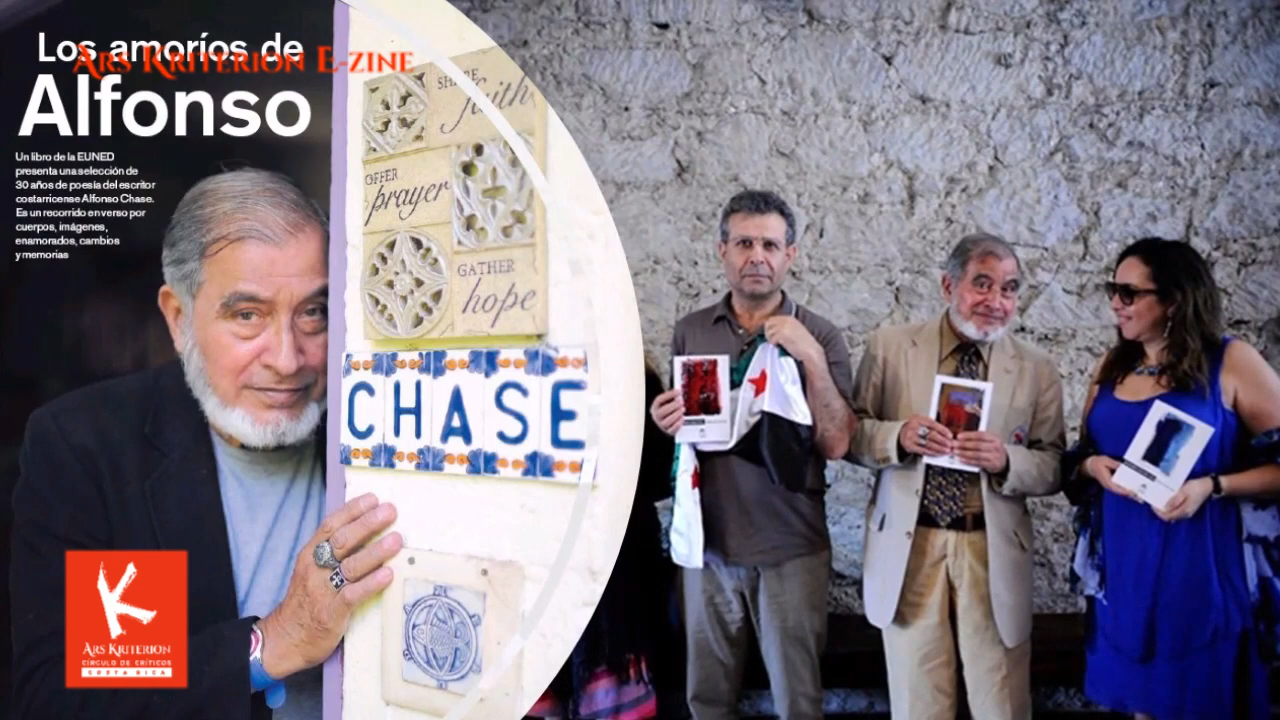 Los amoríos de
Ars Kriterion E-zine
Alfonso
Un libro de la EUNED
presenta una selección de
30 años de poesía del escritor
costarricense Alfonso Chase.
Es un recorrido en verso por
cuerpos, imágenes,
enamorados, cambios
y memorias
SHARE
faith
OFFER
prayer
GATHER
hope
CHASE
K
ARS KRITERION
CÍRCULO DE CRÍTICOS
COSTA RICA